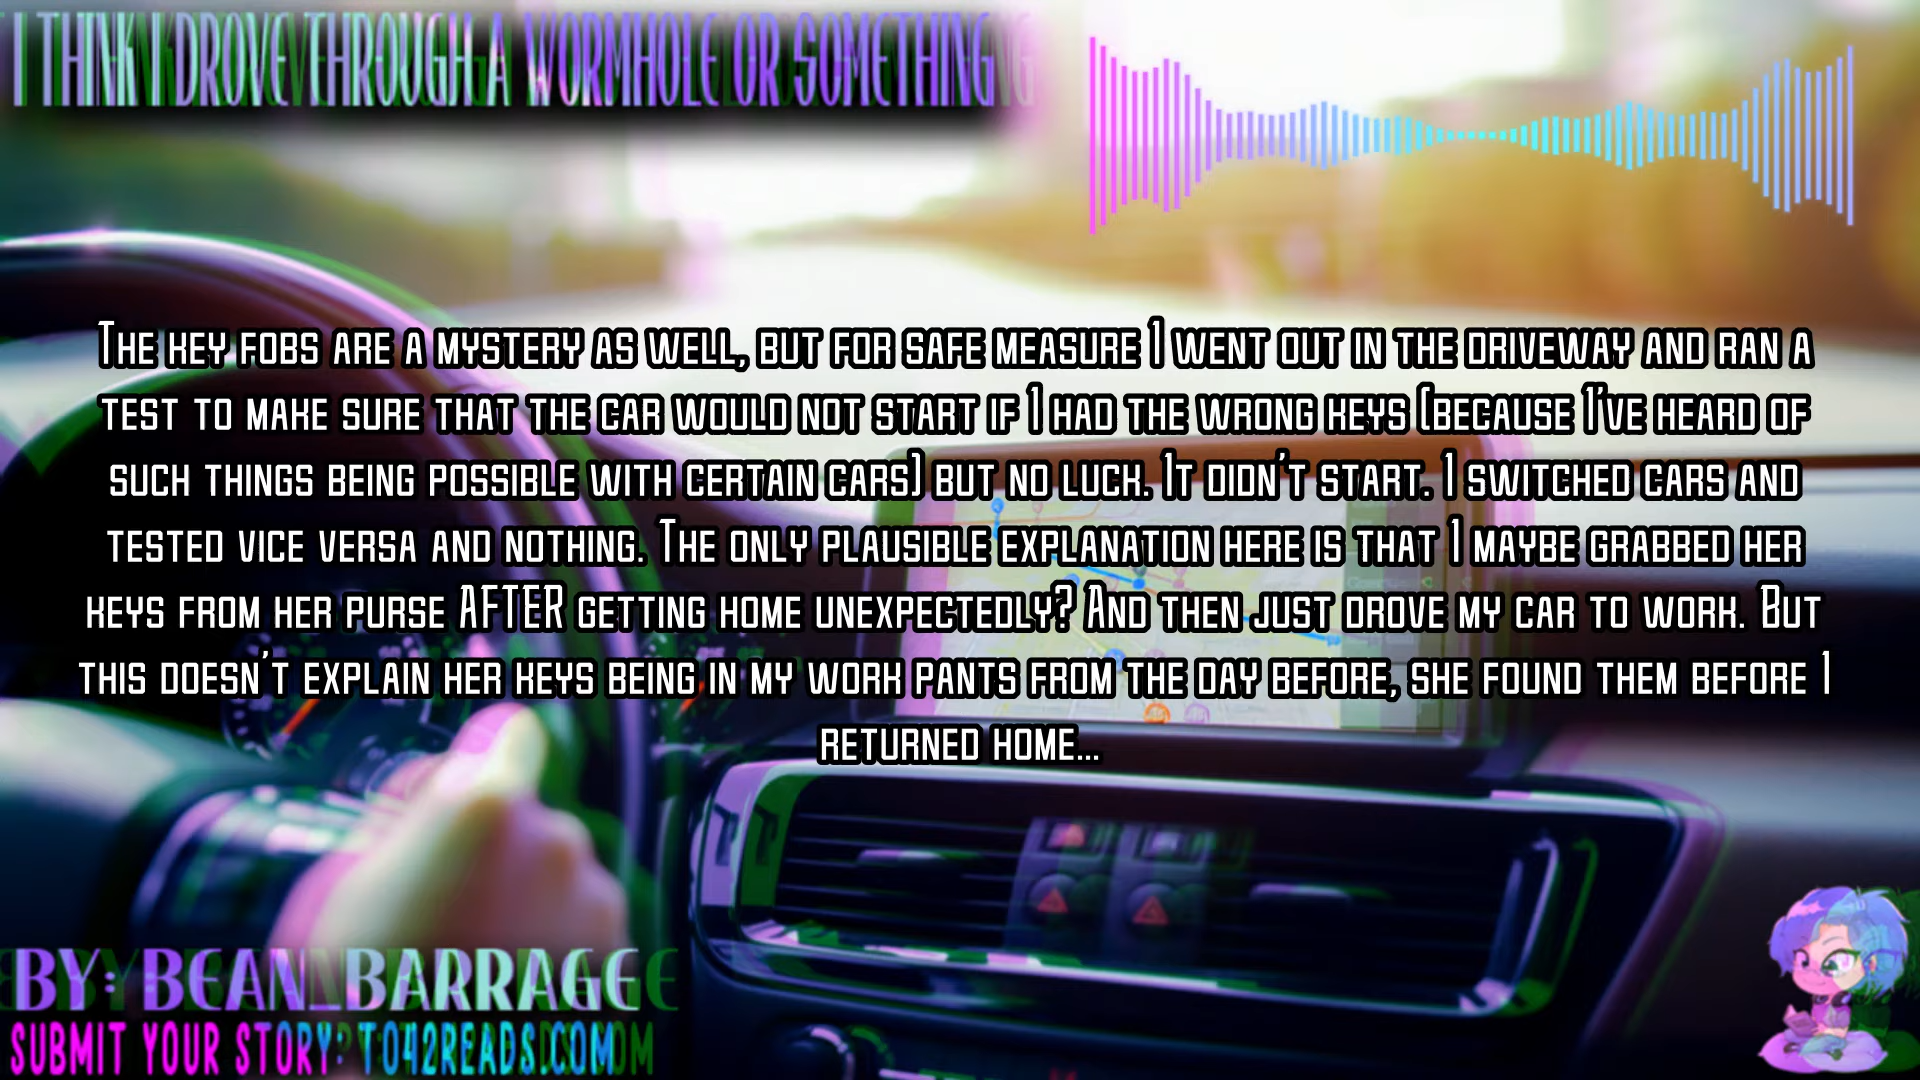 I THINK I DROVE THROUGH A WORMHOLE OR SOMETHING
The key fobs are a mystery as well, but for safe measure I went out in the driveway and ran a
test to make sure that the car would not start if I had the wrong keys (because I've heard of
such things being possible with certain cars) but no luck. It didn't start. I switched cars and
tested vice versa and nothing. The only plausible explanation here is that I maybe grabbed her
keys from her purse AFTER getting home unexpectedly? And then just drove my car to work. But
this doesn't explain her keys being in my work pants from the day before, she found them before I
returned home...
BY: BEAN_BARRAGE
SUBMIT YOUR STORY: TO42READS.COM